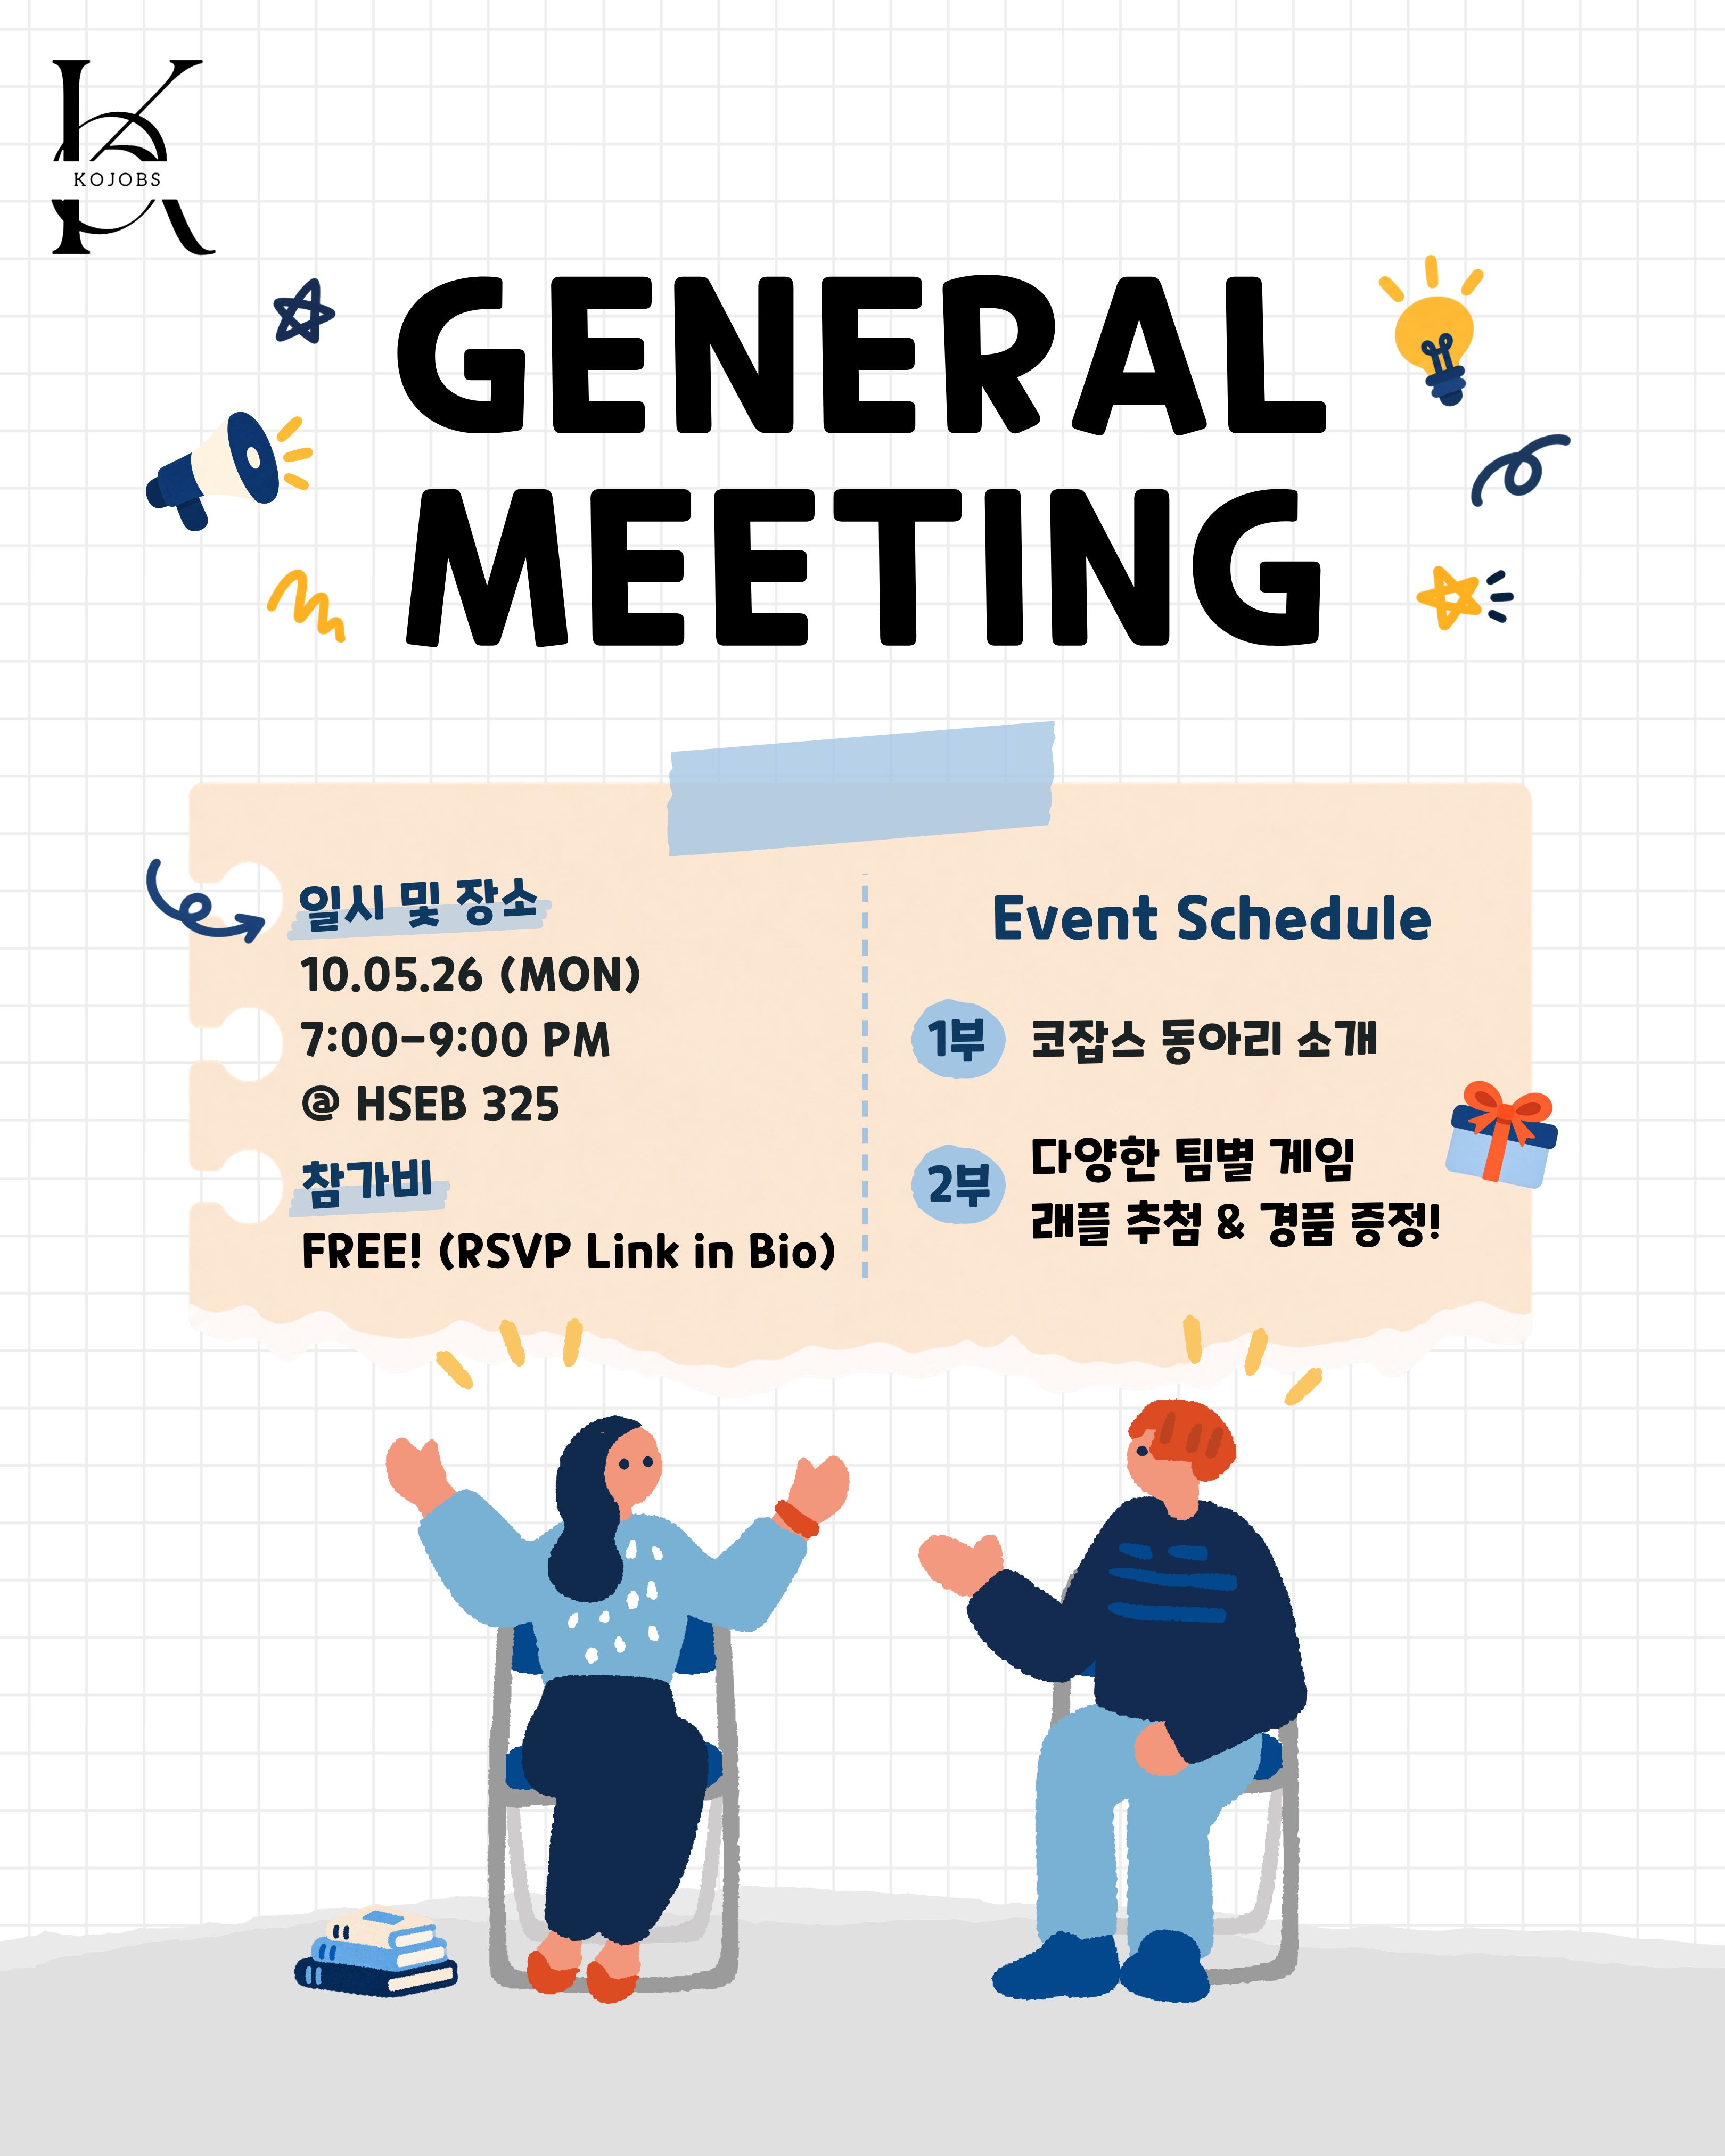 KOJOBS
GENERAL
MEETING
일시 및 장소
10.05.26 (MON)
7:00-9:00 PM
@ HSEB 325
참가비
FREE! (RSVP Link in Bio)
Event Schedule
1부 코잡스 동아리 소개
2부 다양한 팀별 게임
래플 추첨 & 경품 증정!